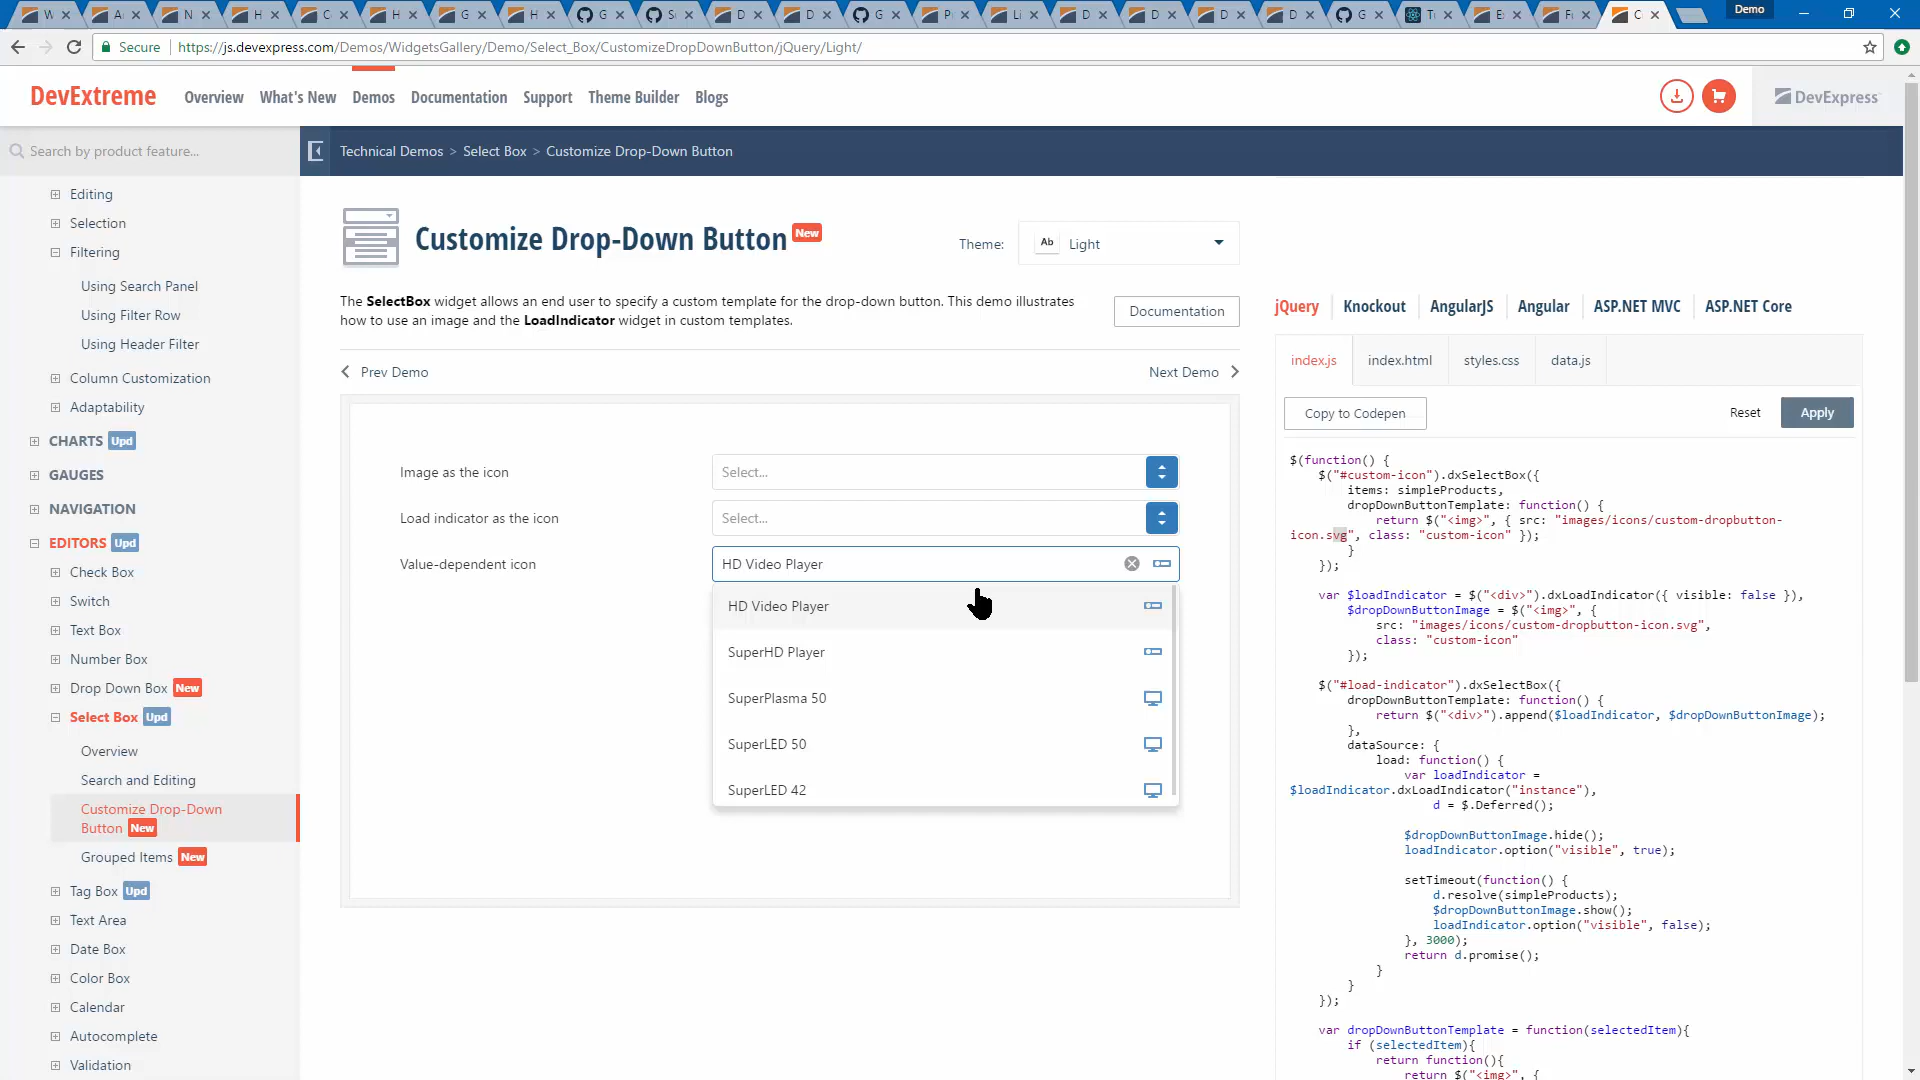 W
A
N
H
C
H
G
H
G
S
D
D
G
P
Li
D
D
D
D
G
T
E
F
C
Demo
Secure
https://js.devexpress.com/Demos/WidgetsGallery/Demo/Select_Box/CustomizeDropDownButton/jQuery/Light/
DevExtreme
Overview
What's New
Demos
Documentation
Support
Theme Builder
Blogs
DevExpress
Search by product feature...
Technical Demos > Select Box > Customize Drop-Down Button
Editing
Selection
Filtering
Using Search Panel
Using Filter Row
Using Header Filter
Column Customization
Adaptability
CHARTS Upd
GAUGES
NAVIGATION
EDITORS Upd
Check Box
Switch
Text Box
Number Box
Drop Down Box New
Select Box Upd
Overview
Search and Editing
Customize Drop-Down
Button New
Grouped Items New
Tag Box Upd
Text Area
Date Box
Color Box
Calendar
Autocomplete
Validation
Customize Drop-Down Button New
Theme:
Ab Light
The SelectBox widget allows an end user to specify a custom template for the drop-down button. This demo illustrates
how to use an image and the LoadIndicator widget in custom templates.
Documentation
Prev Demo
Next Demo
Image as the icon
Select...
Load indicator as the icon
Select...
Value-dependent icon
HD Video Player
HD Video Player
SuperHD Player
SuperPlasma 50
SuperLED 50
SuperLED 42
jQuery
Knockout
AngularJS
Angular
ASP.NET MVC
ASP.NET Core
index.js
index.html
styles.css
data.js
Copy to Codepen
Reset
Apply
$(function() {
$("#custom-icon").dxSelectBox({
items: simpleProducts,
dropDownButtonTemplate: function() {
return $("<img>", { src: "images/icons/custom-dropbutton-
icon.svg", class: "custom-icon" });
}
});
var $loadIndicator = $("<div>").dxLoadIndicator({ visible: false }),
$dropDownButtonImage = $("<img>", {
src: "images/icons/custom-dropbutton-icon.svg",
class: "custom-icon"
});
$("#load-indicator").dxSelectBox({
dropDownButtonTemplate: function() {
return $("<div>").append($loadIndicator, $dropDownButtonImage);
},
dataSource: {
load: function() {
var loadIndicator =
$loadIndicator.dxLoadIndicator("instance"),
d = $.Deferred();
$dropDownButtonImage.hide();
loadIndicator.option("visible", true);
setTimeout(function() {
d.resolve(simpleProducts);
$dropDownButtonImage.show();
loadIndicator.option("visible", false);
}, 3000);
return d.promise();
}
}
});
var dropDownButtonTemplate = function(selectedItem){
if (selectedItem){
return function(){
return $("<img>", {